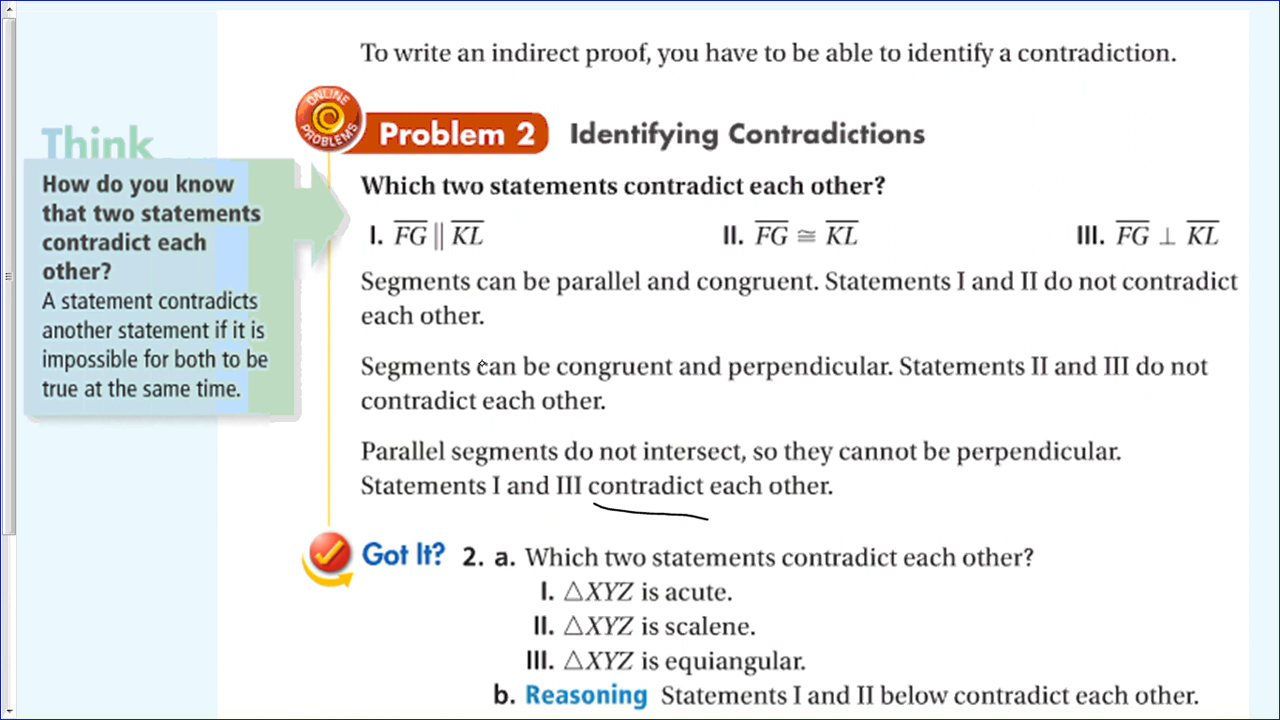 To write an indirect proof, you have to be able to identify a contradiction.
ONLINE PROBLEMS
Problem 2 Identifying Contradictions
Think
How do you know
that two statements
contradict each
other?
A statement contradicts
another statement if it is
impossible for both to be
true at the same time.
Which two statements contradict each other?
I. F̅G̅ || K̅L̅ II. F̅G̅ ≅ K̅L̅ III. F̅G̅ ⊥ K̅L̅
Segments can be parallel and congruent. Statements I and II do not contradict
each other.
Segments can be congruent and perpendicular. Statements II and III do not
contradict each other.
Parallel segments do not intersect, so they cannot be perpendicular.
Statements I and III contradict each other.
Got It? 2. a. Which two statements contradict each other?
I. △XYZ is acute.
II. △XYZ is scalene.
III. △XYZ is equiangular.
b. Reasoning Statements I and II below contradict each other.